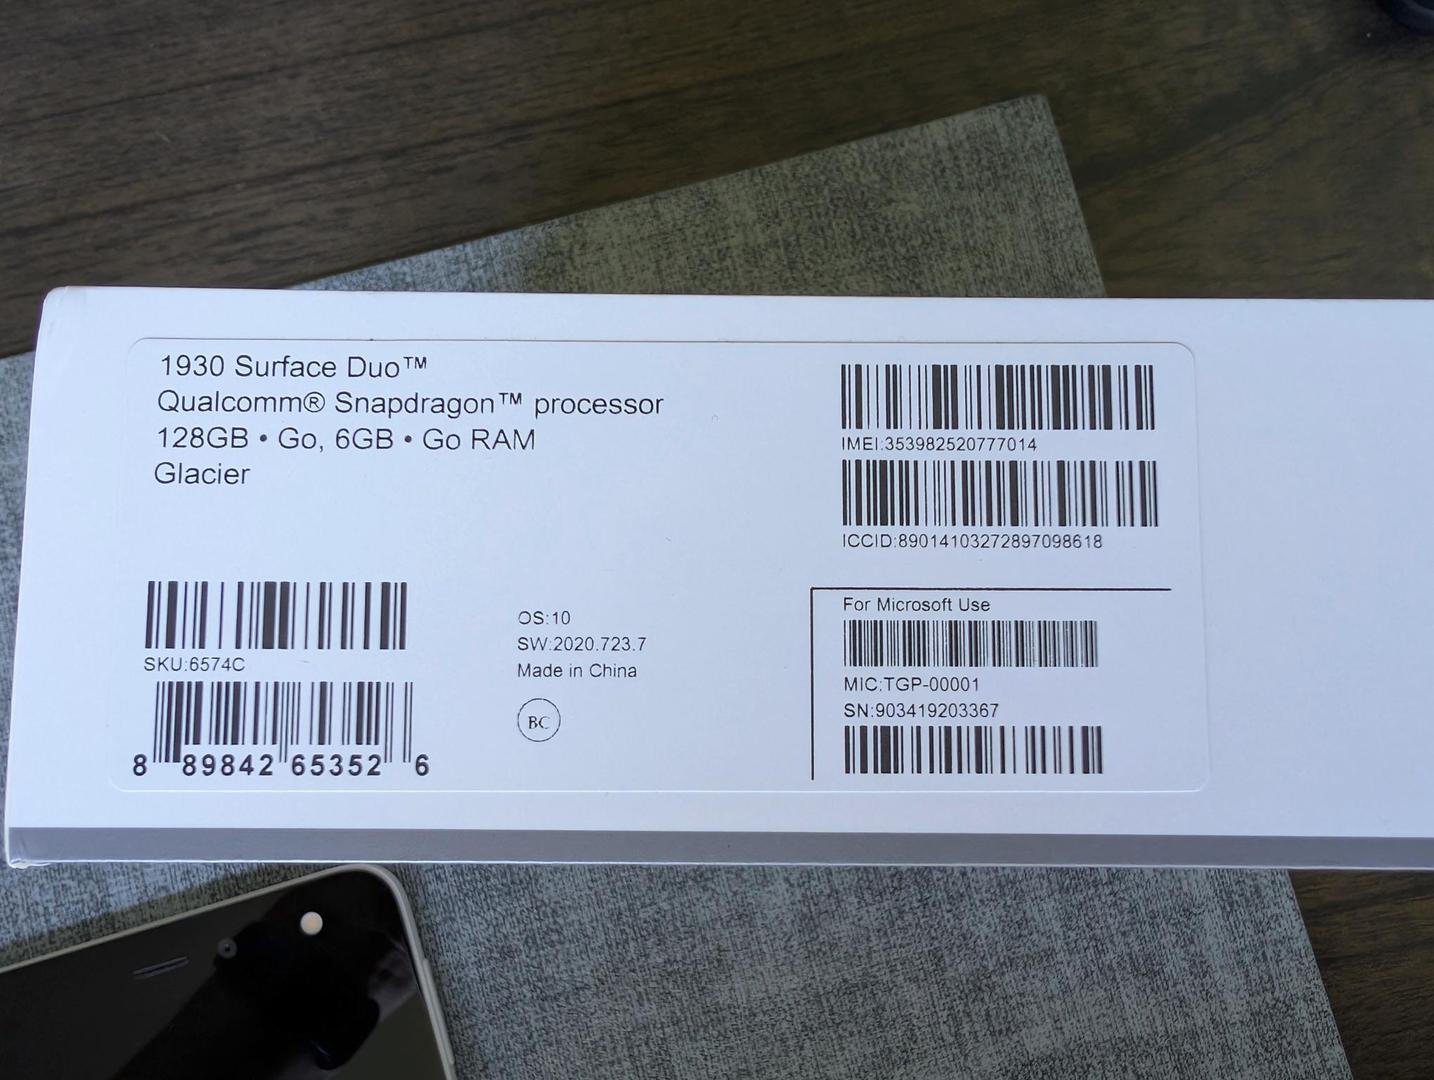 1930 Surface Duo™
Qualcomm® Snapdragon™ processor
128GB • Go, 6GB • Go RAM
Glacier
IMEI:353982520777014
ICCID:89014103272897098618
SKU:6574C
8 89842 65352 6
OS:10
SW:2020.723.7
Made in China
BC
For Microsoft Use
MIC:TGP-00001
SN:903419203367